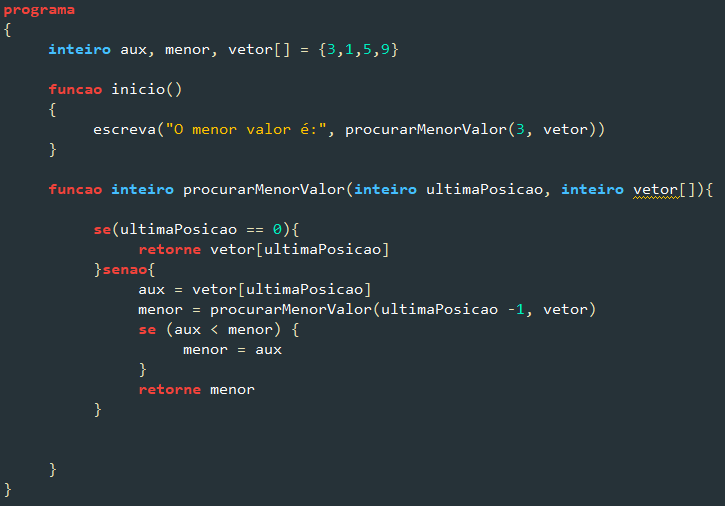 programa
{
inteiro aux, menor, vetor[] = {3,1,5,9}
funcao inicio()
{
escreva("O menor valor é:", procurarMenorValor(3, vetor))
}
funcao inteiro procurarMenorValor(inteiro ultimaPosicao, inteiro vetor[]){
se(ultimaPosicao == 0){
retorne vetor[ultimaPosicao]
}senao{
aux = vetor[ultimaPosicao]
menor = procurarMenorValor(ultimaPosicao -1, vetor)
se (aux < menor) {
menor = aux
}
retorne menor
}
}
}